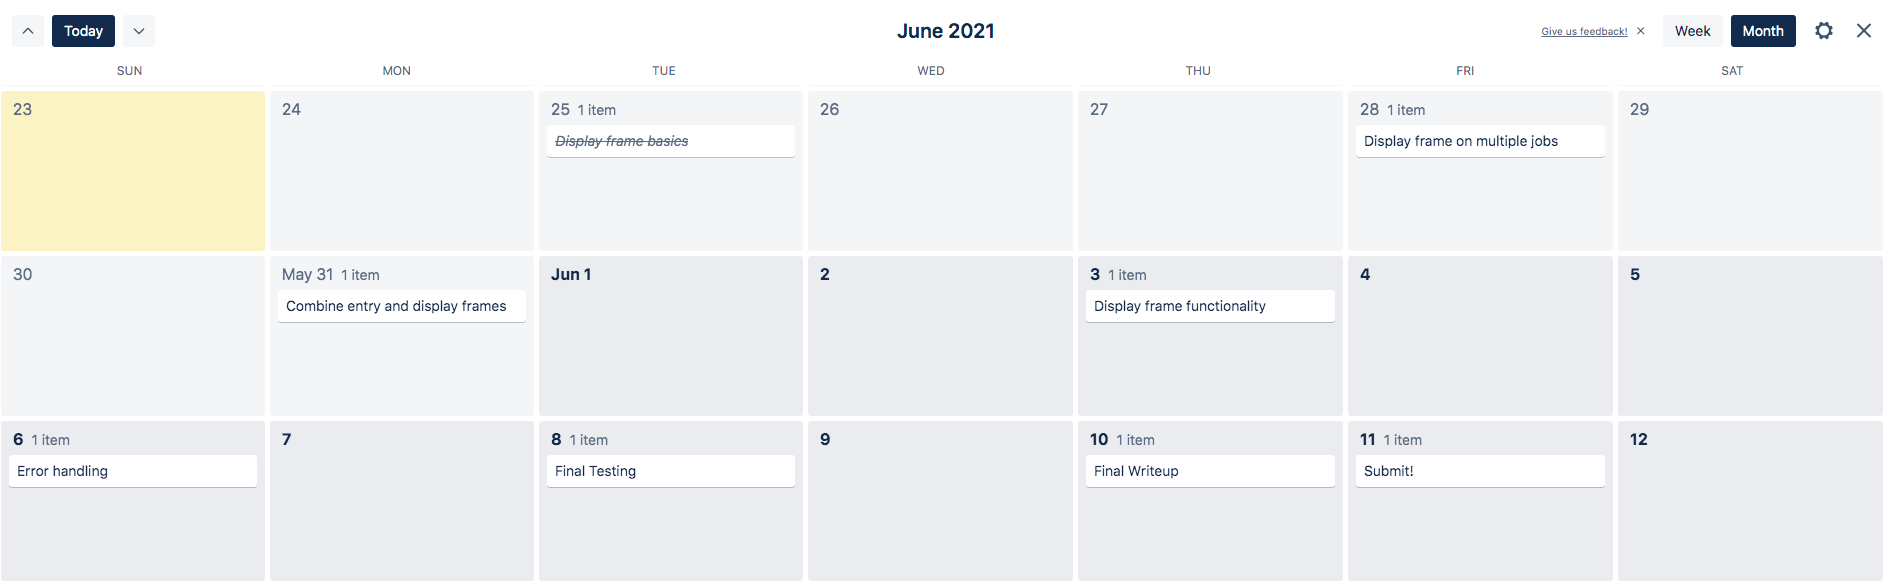 Today
June 2021
Give us feedback! ×
Week
Month
SUN MON TUE WED THU FRI SAT
23
24
25 1 item
Display frame basics
26
27
28 1 item
Display frame on multiple jobs
29
30
May 31 1 item
Combine entry and display frames
Jun 1
2
3 1 item
Display frame functionality
4
5
6 1 item
Error handling
7
8 1 item
Final Testing
9
10 1 item
Final Writeup
11 1 item
Submit!
12